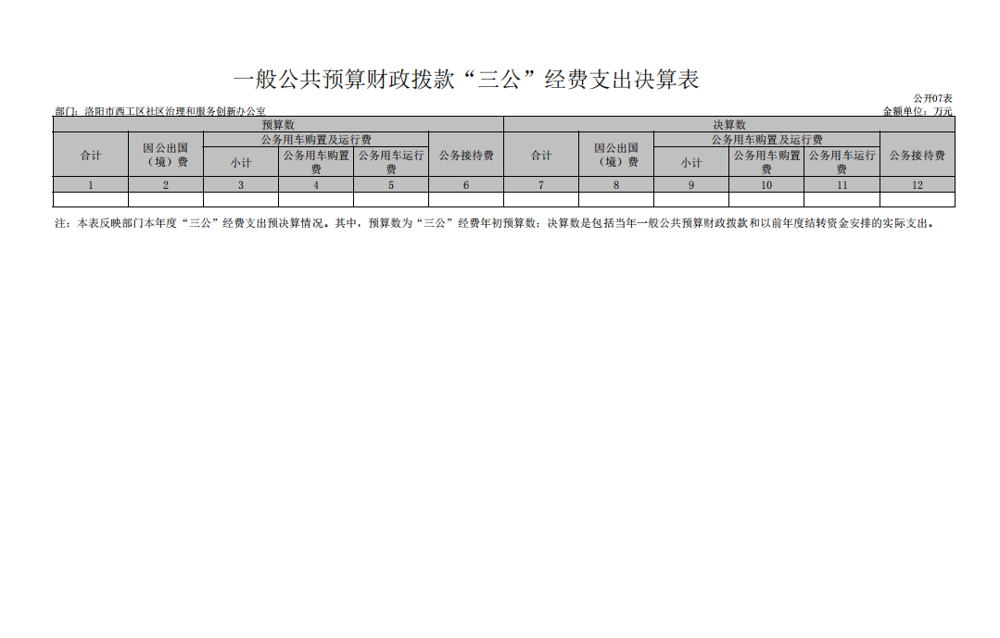 一般公共预算财政拨款“三公”经费支出决算表
公开07表
部门：洛阳市西工区社区治理和服务创新办公室 金额单位：万元
预算数 决算数
合计 因公出国（境）费 公务用车购置及运行费 公务接待费 合计 因公出国（境）费 公务用车购置及运行费 公务接待费
小计 公务用车购置费 公务用车运行费 小计 公务用车购置费 公务用车运行费
1 2 3 4 5 6 7 8 9 10 11 12
注：本表反映部门本年度“三公”经费支出预决算情况。其中，预算数为“三公”经费年初预算数；决算数是包括当年一般公共预算财政拨款和以前年度结转资金安排的实际支出。